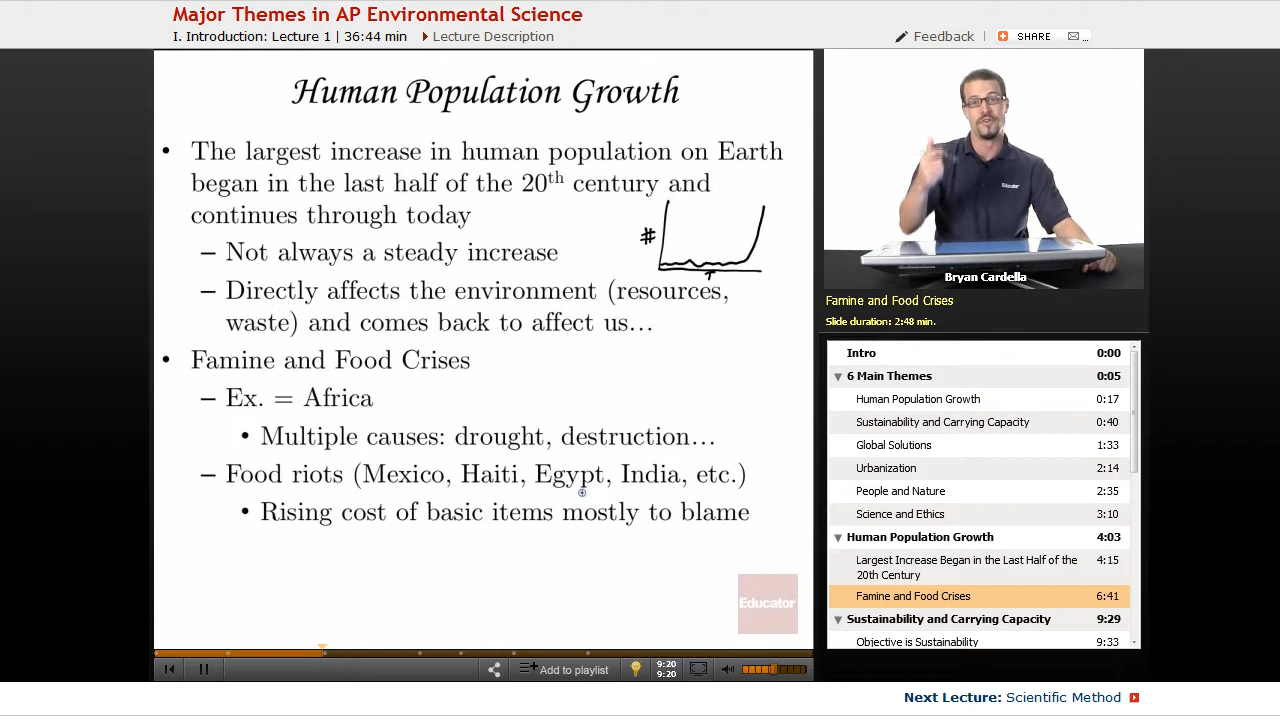 Major Themes in AP Environmental Science
I. Introduction: Lecture 1 | 36:44 min
Lecture Description
Feedback
SHARE
...
Human Population Growth
• The largest increase in human population on Earth
began in the last half of the 20th century and
continues through today
– Not always a steady increase
– Directly affects the environment (resources,
waste) and comes back to affect us…
#
T
• Famine and Food Crises
– Ex. = Africa
• Multiple causes: drought, destruction…
– Food riots (Mexico, Haiti, Egypt, India, etc.)
• Rising cost of basic items mostly to blame
Educator
Educator
Bryan Cardella
Famine and Food Crises
Slide duration: 2:48 min.
Intro 0:00
6 Main Themes 0:05
Human Population Growth 0:17
Sustainability and Carrying Capacity 0:40
Global Solutions 1:33
Urbanization 2:14
People and Nature 2:35
Science and Ethics 3:10
Human Population Growth 4:03
Largest Increase Began in the Last Half of the 4:15
20th Century
Famine and Food Crises 6:41
Sustainability and Carrying Capacity 9:29
Objective is Sustainability 9:33
Add to playlist
9:20
9:20
Next Lecture: Scientific Method